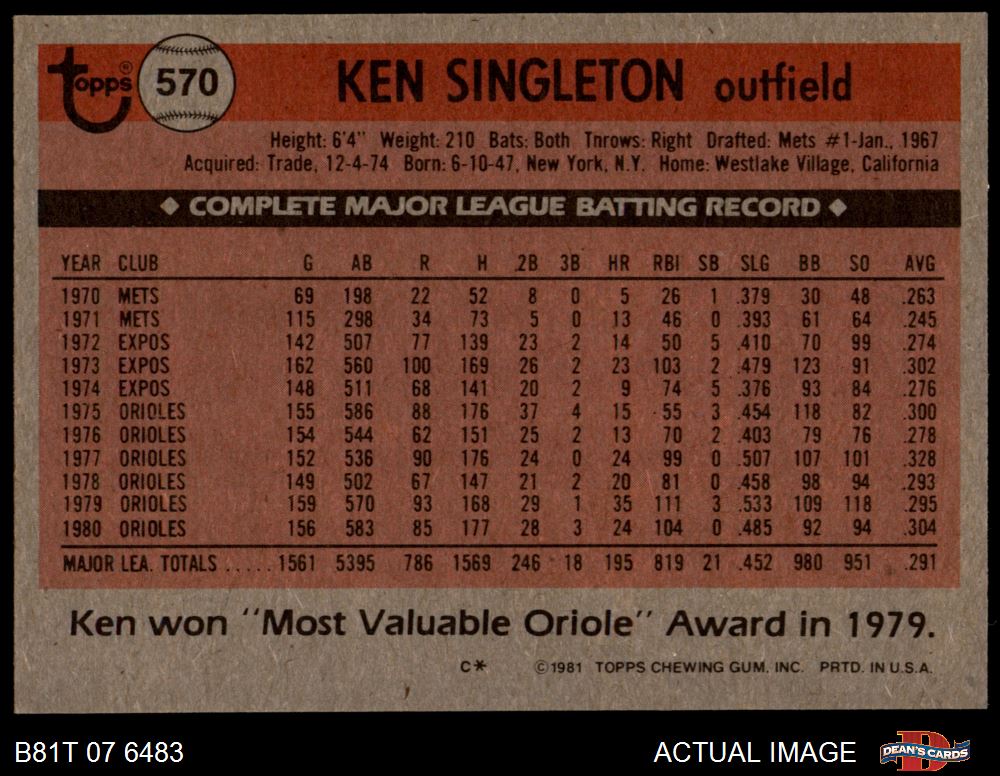 topps® 570 KEN SINGLETON outfield
Height: 6'4" Weight: 210 Bats: Both Throws: Right Drafted: Mets #1-Jan., 1967
Acquired: Trade, 12-4-74 Born: 6-10-47, New York, N.Y. Home: Westlake Village, California
◆ COMPLETE MAJOR LEAGUE BATTING RECORD ◆
YEAR CLUB G AB R H 2B 3B HR RBI SB SLG BB SO AVG
1970 METS 69 198 22 52 8 0 5 26 1 .379 30 48 .263
1971 METS 115 298 34 73 5 0 13 46 0 .393 61 64 .245
1972 EXPOS 142 507 77 139 23 2 14 50 5 .410 70 99 .274
1973 EXPOS 162 560 100 169 26 2 23 103 2 .479 123 91 .302
1974 EXPOS 148 511 68 141 20 2 9 74 5 .376 93 84 .276
1975 ORIOLES 155 586 88 176 37 4 15 55 3 .454 118 82 .300
1976 ORIOLES 154 544 62 151 25 2 13 70 2 .403 79 76 .278
1977 ORIOLES 152 536 90 176 24 0 24 99 0 .507 107 101 .328
1978 ORIOLES 149 502 67 147 21 2 20 81 0 .458 98 94 .293
1979 ORIOLES 159 570 93 168 29 1 35 111 3 .533 109 118 .295
1980 ORIOLES 156 583 85 177 28 3 24 104 0 .485 92 94 .304
MAJOR LEA. TOTALS ..... 1561 5395 786 1569 246 18 195 819 21 .452 980 951 .291
Ken won "Most Valuable Oriole" Award in 1979.
C* ©1981 TOPPS CHEWING GUM, INC. PRTD. IN U.S.A.
B81T 07 6483 ACTUAL IMAGE D DEAN'S CARDS